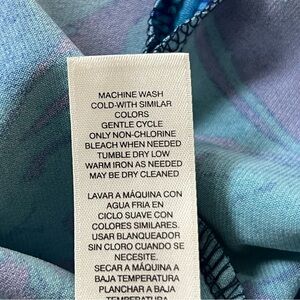 MACHINE WASH
COLD-WITH SIMILAR
COLORS
GENTLE CYCLE
ONLY NON-CHLORINE
BLEACH WHEN NEEDED
TUMBLE DRY LOW
WARM IRON AS NEEDED
MAY BE DRY CLEANED
LAVAR A MÁQUINA CON
AGUA FRIA EN
CICLO SUAVE CON
COLORES SIMILARES.
USAR BLANQUEADOR
SIN CLORO CUANDO SE
NECESITE.
SECAR A MÁQUINA A
BAJA TEMPERATURA
PLANCHAR A BAJA
TEMPERATURA